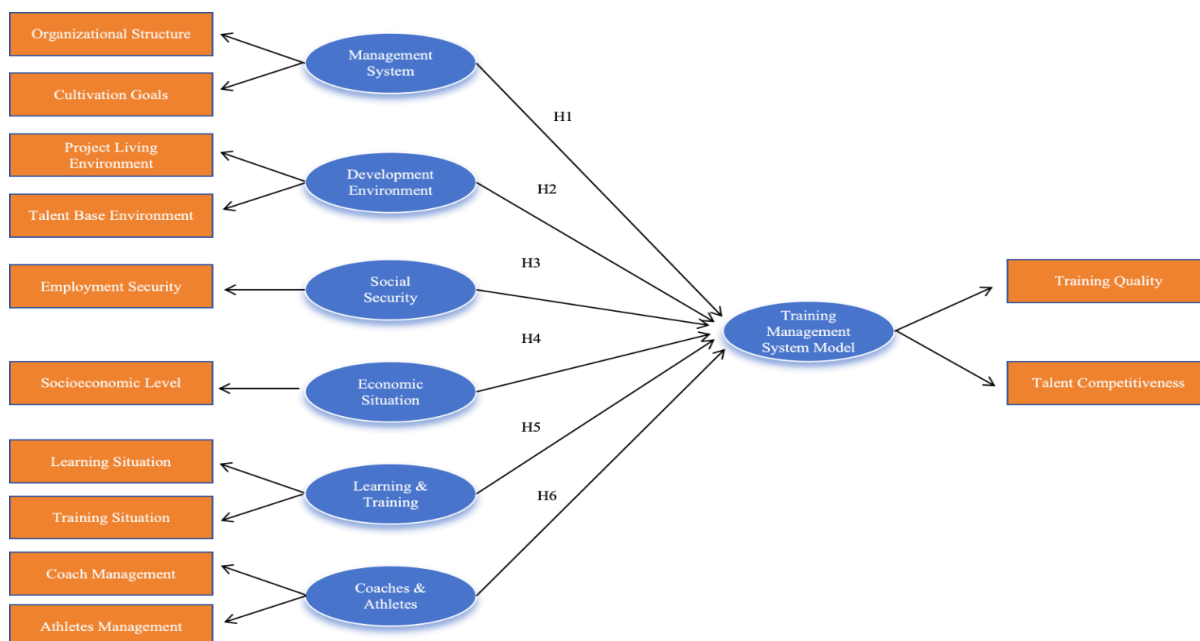 Organizational Structure
Cultivation Goals
Project Living
Environment
Talent Base Environment
Employment Security
Socioeconomic Level
Learning Situation
Training Situation
Coach Management
Athletes Management
Management
System
Development
Environment
Social
Security
Economic
Situation
Learning &
Training
Coaches &
Athletes
H1
H2
H3
H4
H5
H6
Training
Management
System Model
Training Quality
Talent Competitiveness